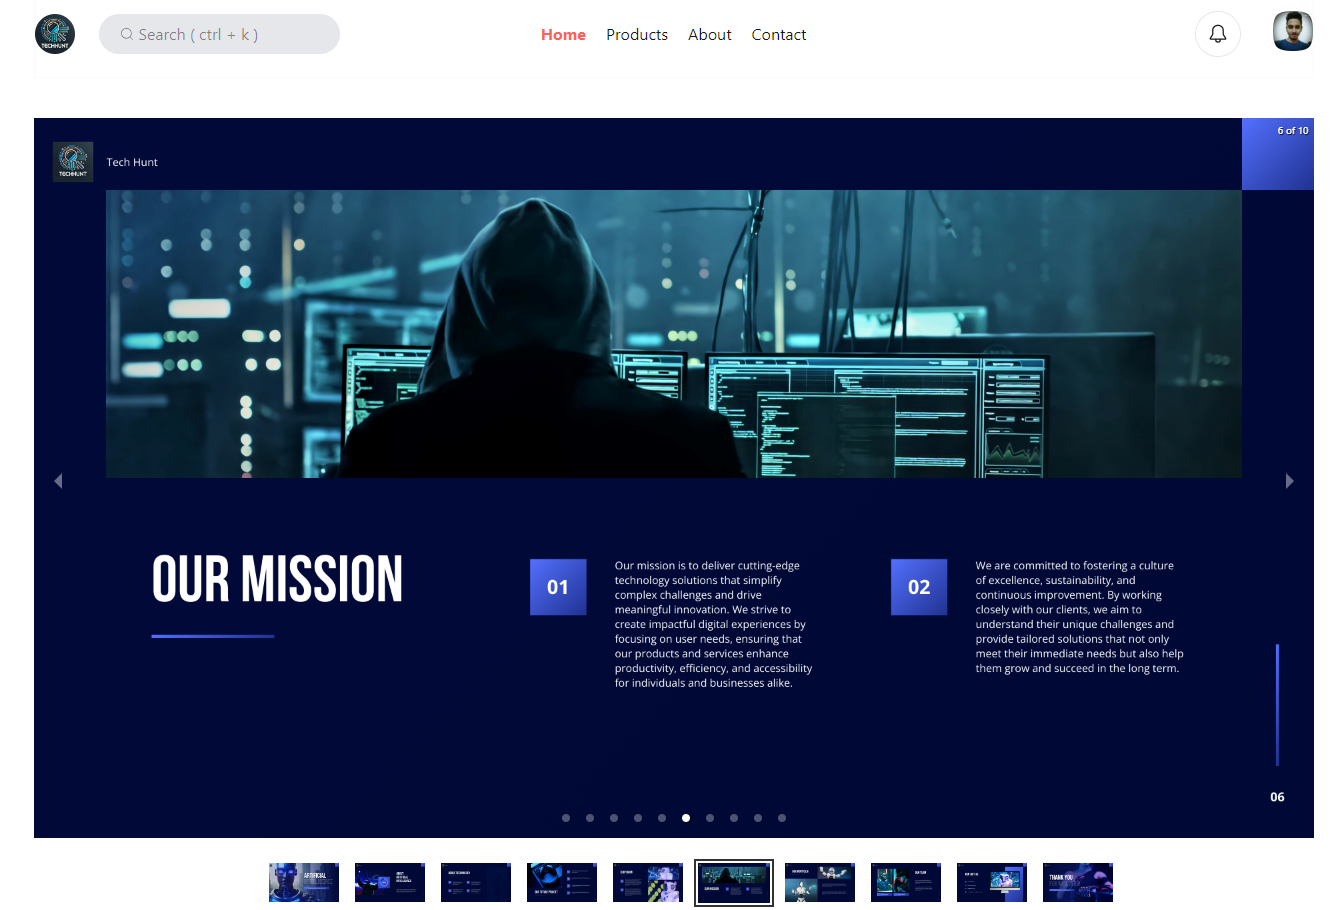 TECHHUNT
Search ( ctrl + k )
Home Products About Contact
6 of 10
TECHHUNT
Tech Hunt
OUR MISSION
01
Our mission is to deliver cutting-edge
technology solutions that simplify
complex challenges and drive
meaningful innovation. We strive to
create impactful digital experiences by
focusing on user needs, ensuring that
our products and services enhance
productivity, efficiency, and accessibility
for individuals and businesses alike.
02
We are committed to fostering a culture
of excellence, sustainability, and
continuous improvement. By working
closely with our clients, we aim to
understand their unique challenges and
provide tailored solutions that not only
meet their immediate needs but also help
them grow and succeed in the long term.
06
ARTIFICIAL
OUR MISSION
OUR TEAM
THANK YOU